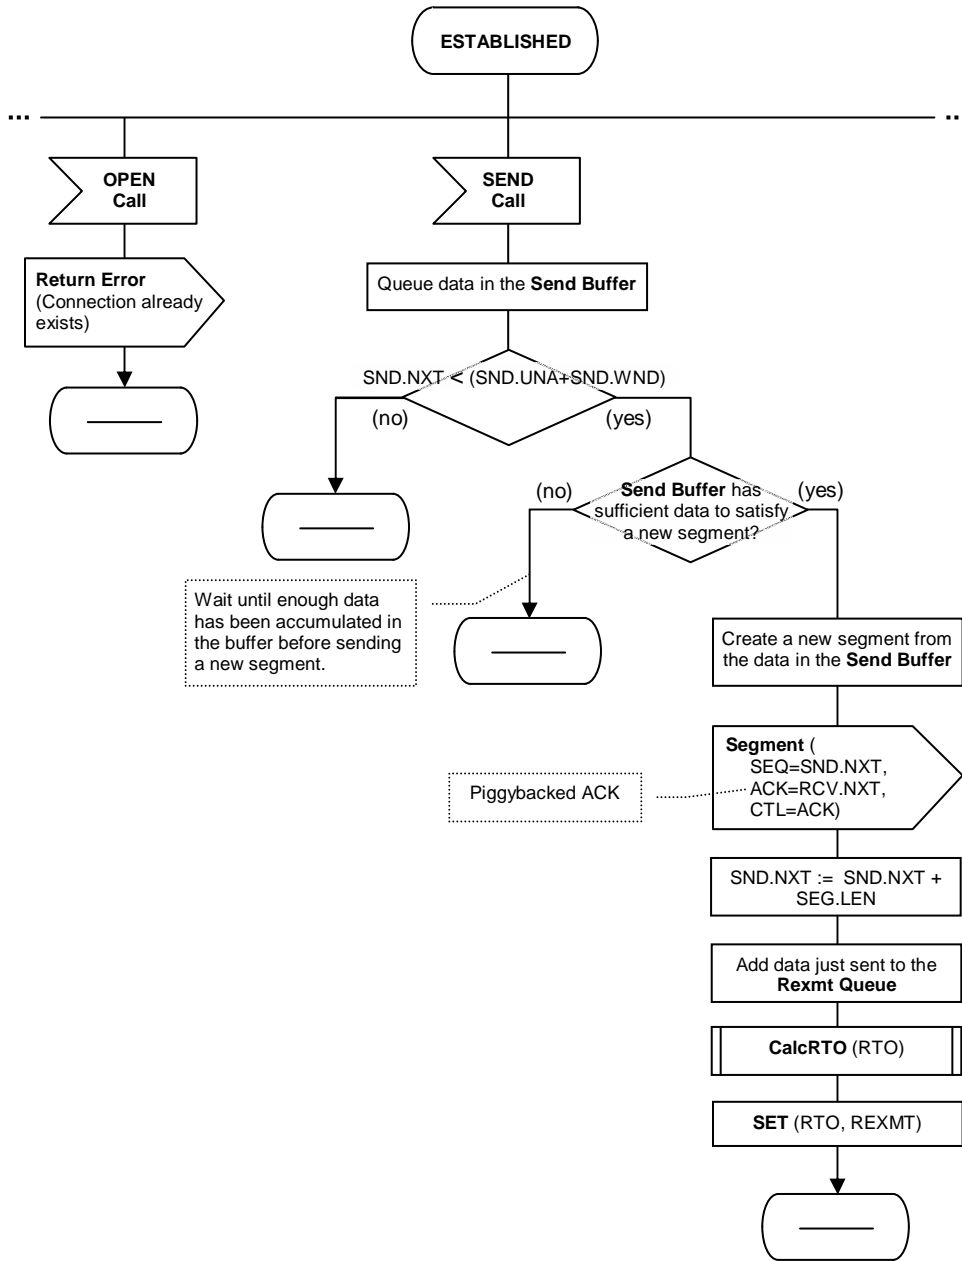 ESTABLISHED
...
..
OPEN
Call
SEND
Call
Return Error
(Connection already
exists)
Queue data in the Send Buffer
SND.NXT < (SND.UNA+SND.WND)
(no)
(yes)
(no)
Send Buffer has
sufficient data to satisfy
a new segment?
(yes)
Wait until enough data
has been accumulated in
the buffer before sending
a new segment.
Create a new segment from
the data in the Send Buffer
Segment (
SEQ=SND.NXT,
ACK=RCV.NXT,
CTL=ACK)
Piggybacked ACK
SND.NXT := SND.NXT +
SEG.LEN
Add data just sent to the
Rexmt Queue
CalcRTO (RTO)
SET (RTO, REXMT)